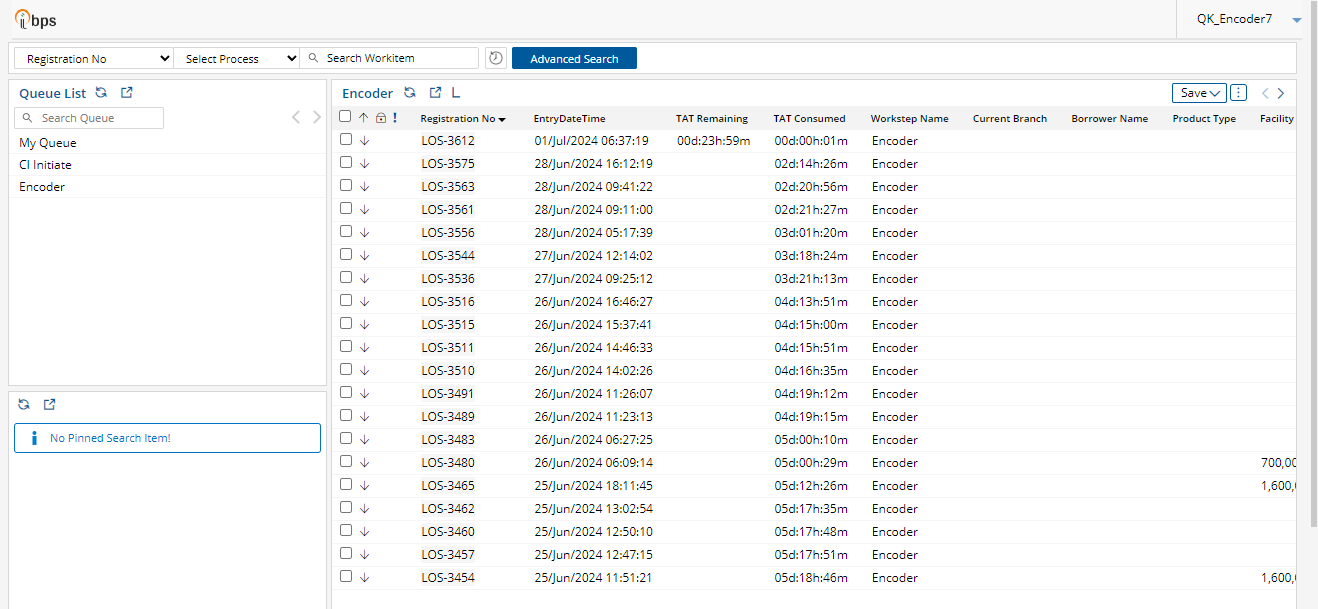 ibps
QK_Encoder7
Registration No Select Process Search Workitem Advanced Search
Queue List
Search Queue
My Queue
CI Initiate
Encoder
No Pinned Search Item!
Encoder Save
Registration No EntryDateTime TAT Remaining TAT Consumed Workstep Name Current Branch Borrower Name Product Type Facility
LOS-3612 01/Jul/2024 06:37:19 00d:23h:59m 00d:00h:01m Encoder
LOS-3575 28/Jun/2024 16:12:19 02d:14h:26m Encoder
LOS-3563 28/Jun/2024 09:41:22 02d:20h:56m Encoder
LOS-3561 28/Jun/2024 09:11:00 02d:21h:27m Encoder
LOS-3556 28/Jun/2024 05:17:39 03d:01h:20m Encoder
LOS-3544 27/Jun/2024 12:14:02 03d:18h:24m Encoder
LOS-3536 27/Jun/2024 09:25:12 03d:21h:13m Encoder
LOS-3516 26/Jun/2024 16:46:27 04d:13h:51m Encoder
LOS-3515 26/Jun/2024 15:37:41 04d:15h:00m Encoder
LOS-3511 26/Jun/2024 14:46:33 04d:15h:51m Encoder
LOS-3510 26/Jun/2024 14:02:26 04d:16h:35m Encoder
LOS-3491 26/Jun/2024 11:26:07 04d:19h:12m Encoder
LOS-3489 26/Jun/2024 11:23:13 04d:19h:15m Encoder
LOS-3483 26/Jun/2024 06:27:25 05d:00h:10m Encoder
LOS-3480 26/Jun/2024 06:09:14 05d:00h:29m Encoder 700,00
LOS-3465 25/Jun/2024 18:11:45 05d:12h:26m Encoder 1,600,
LOS-3462 25/Jun/2024 13:02:54 05d:17h:35m Encoder
LOS-3460 25/Jun/2024 12:50:10 05d:17h:48m Encoder
LOS-3457 25/Jun/2024 12:47:15 05d:17h:51m Encoder
LOS-3454 25/Jun/2024 11:51:21 05d:18h:46m Encoder 1,600,